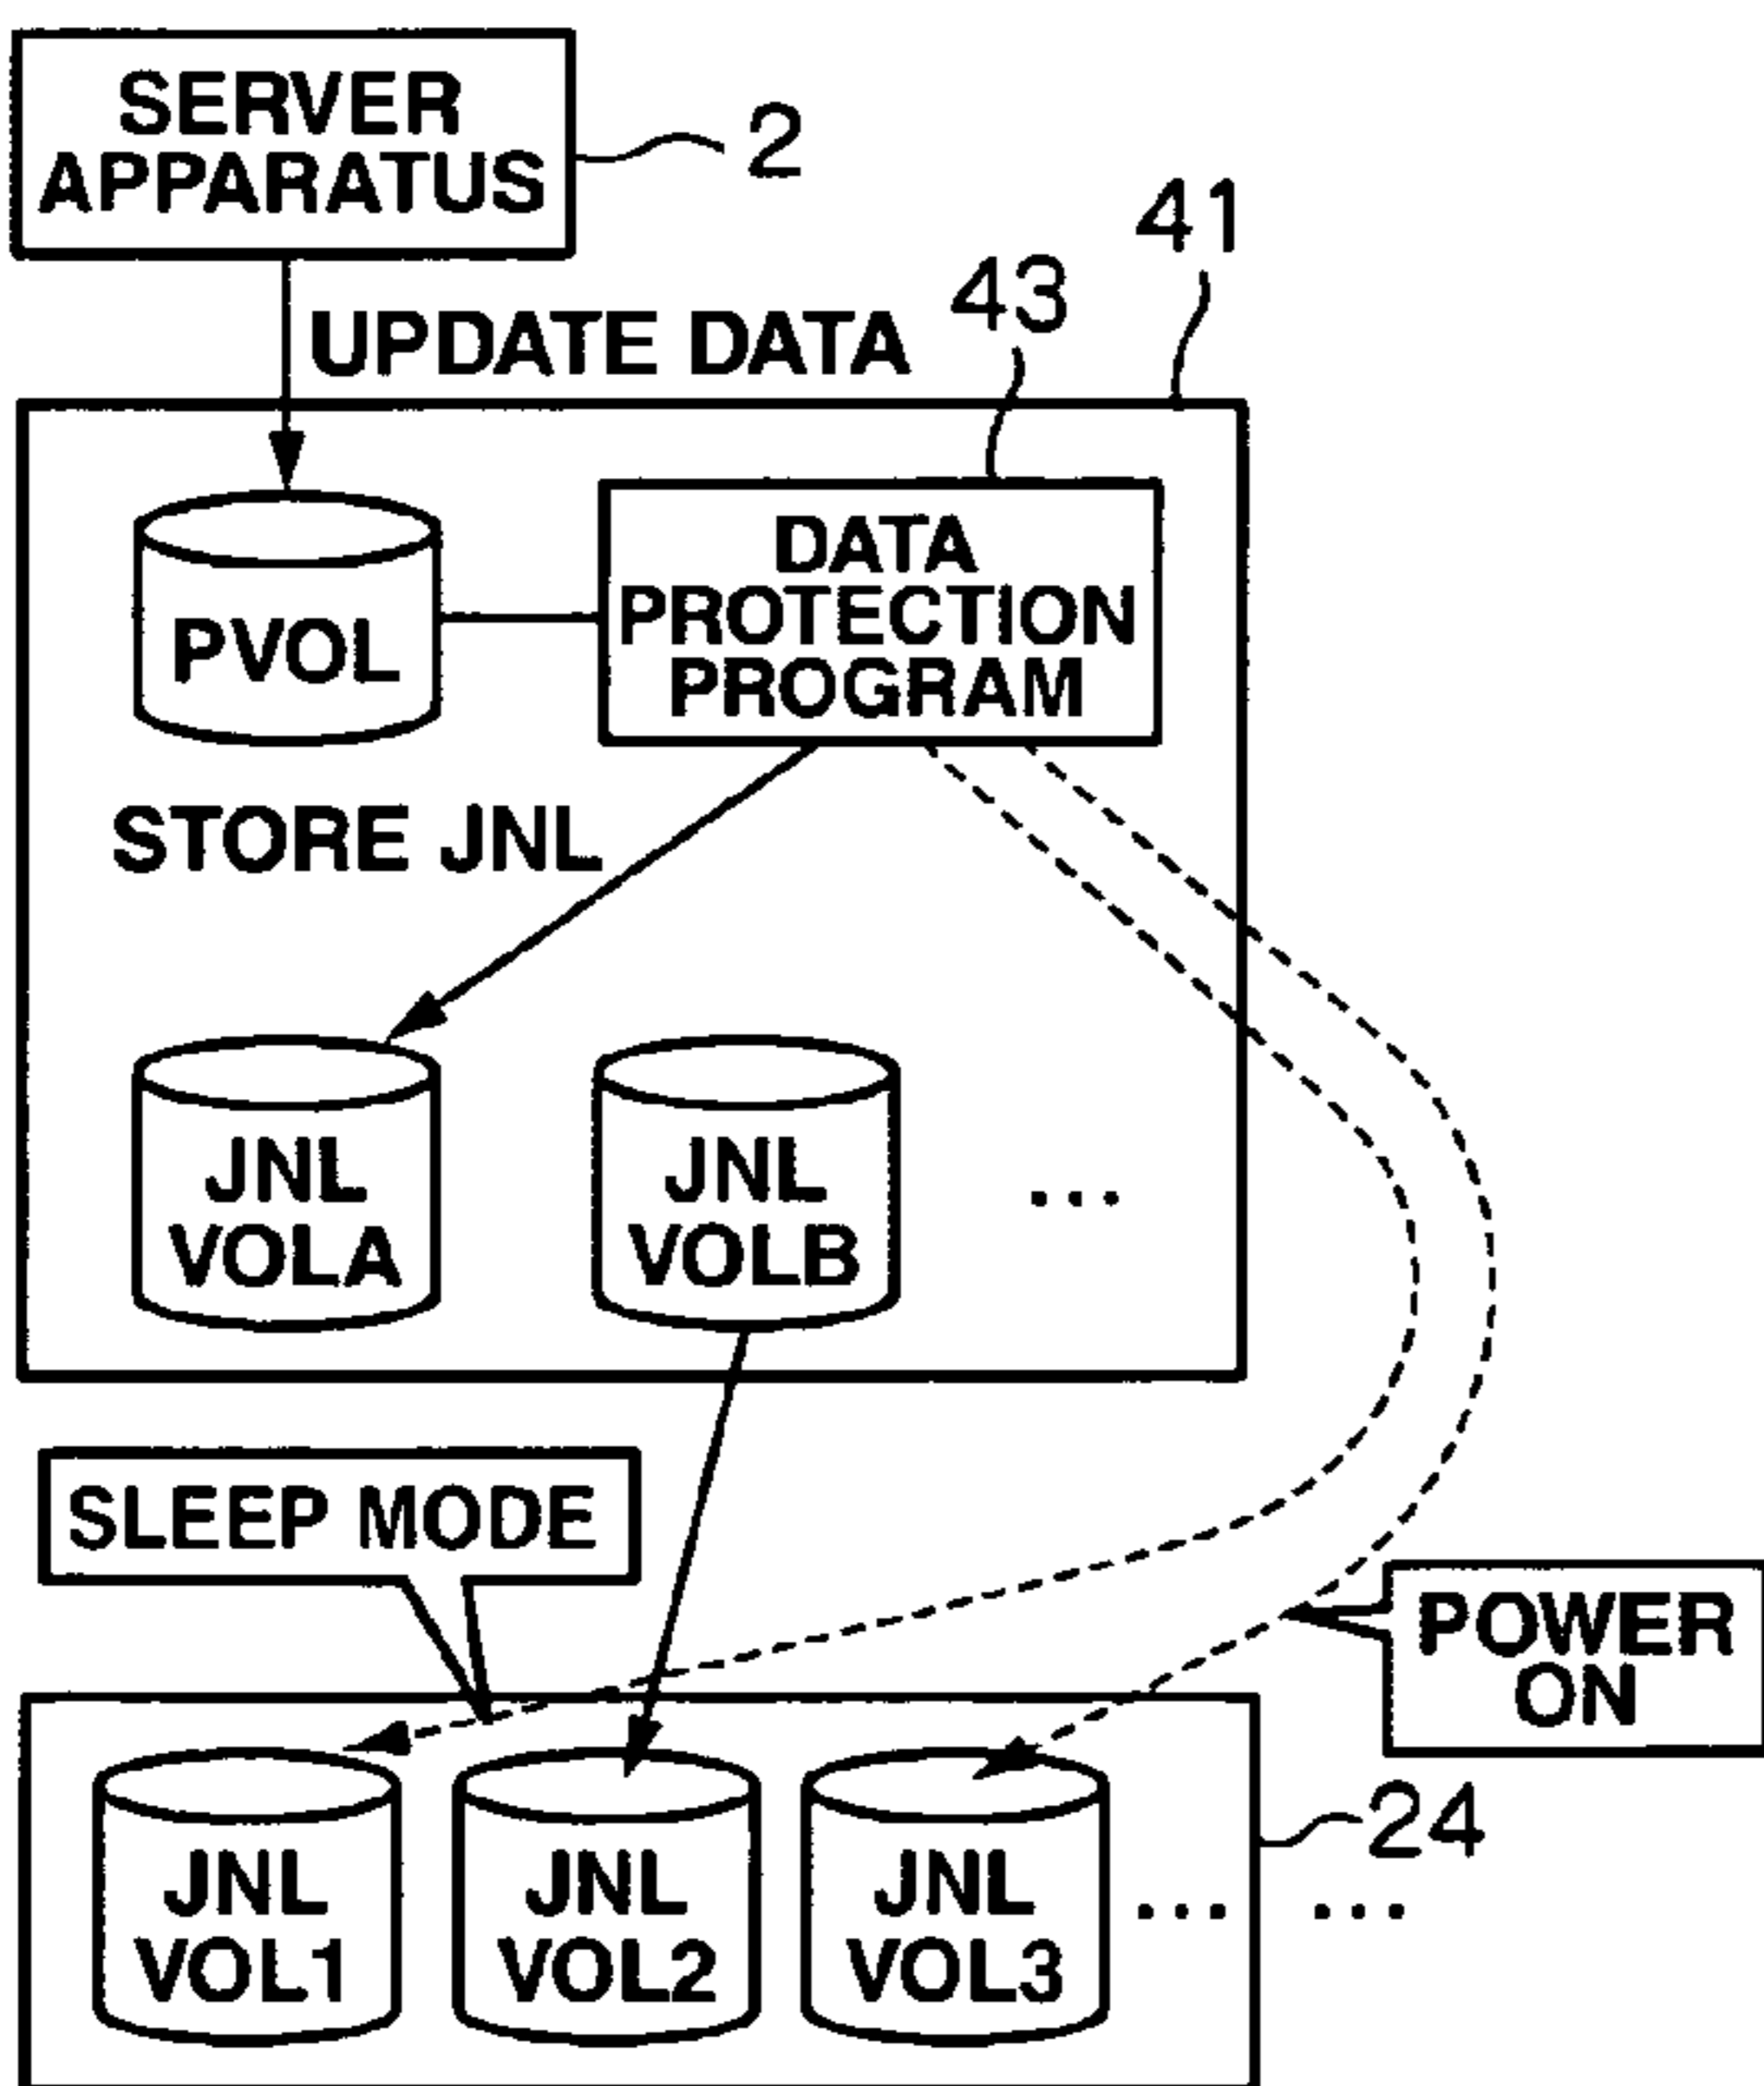 SERVER
APPARATUS
2
41
43
UPDATE DATA
DATA
PROTECTION
PROGRAM
PVOL
STORE JNL
JNL
VOLA
JNL
VOLB
...
SLEEP MODE
POWER
ON
24
JNL
VOL1
JNL
VOL2
JNL
VOL3
... ...